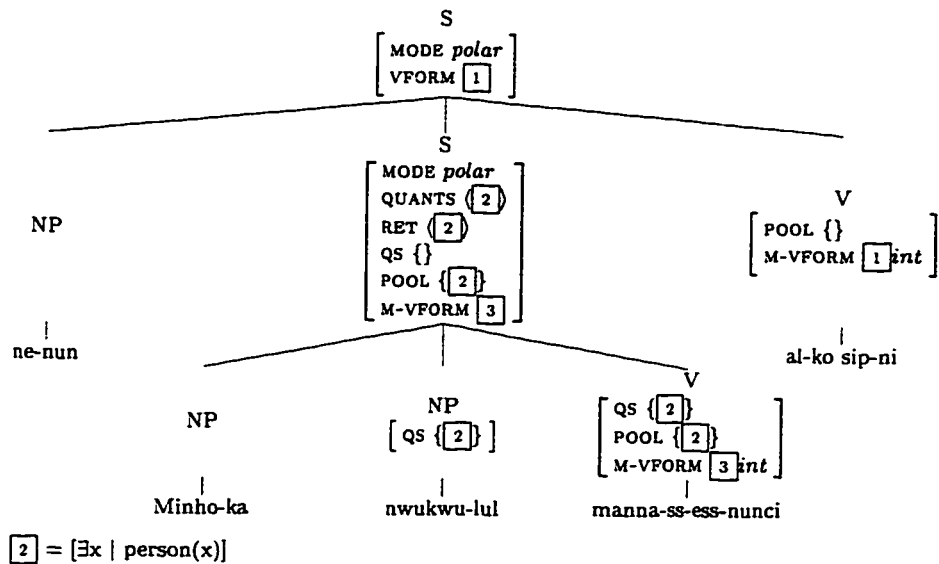 S
[ MODE polar
VFORM [1] ]
S
[ MODE polar
QUANTS ⟨[2]⟩
RET ⟨[2]⟩
QS {}
POOL {[2]}
M-VFORM [3] ]
NP
V
[ POOL {}
M-VFORM [1]int ]
ne-nun
al-ko sip-ni
NP
NP
[ QS {[2]} ]
V
[ QS {[2]}
POOL {[2]}
M-VFORM [3]int ]
Minho-ka
nwukwu-lul
manna-ss-ess-nunci
[2] = [∃x | person(x)]